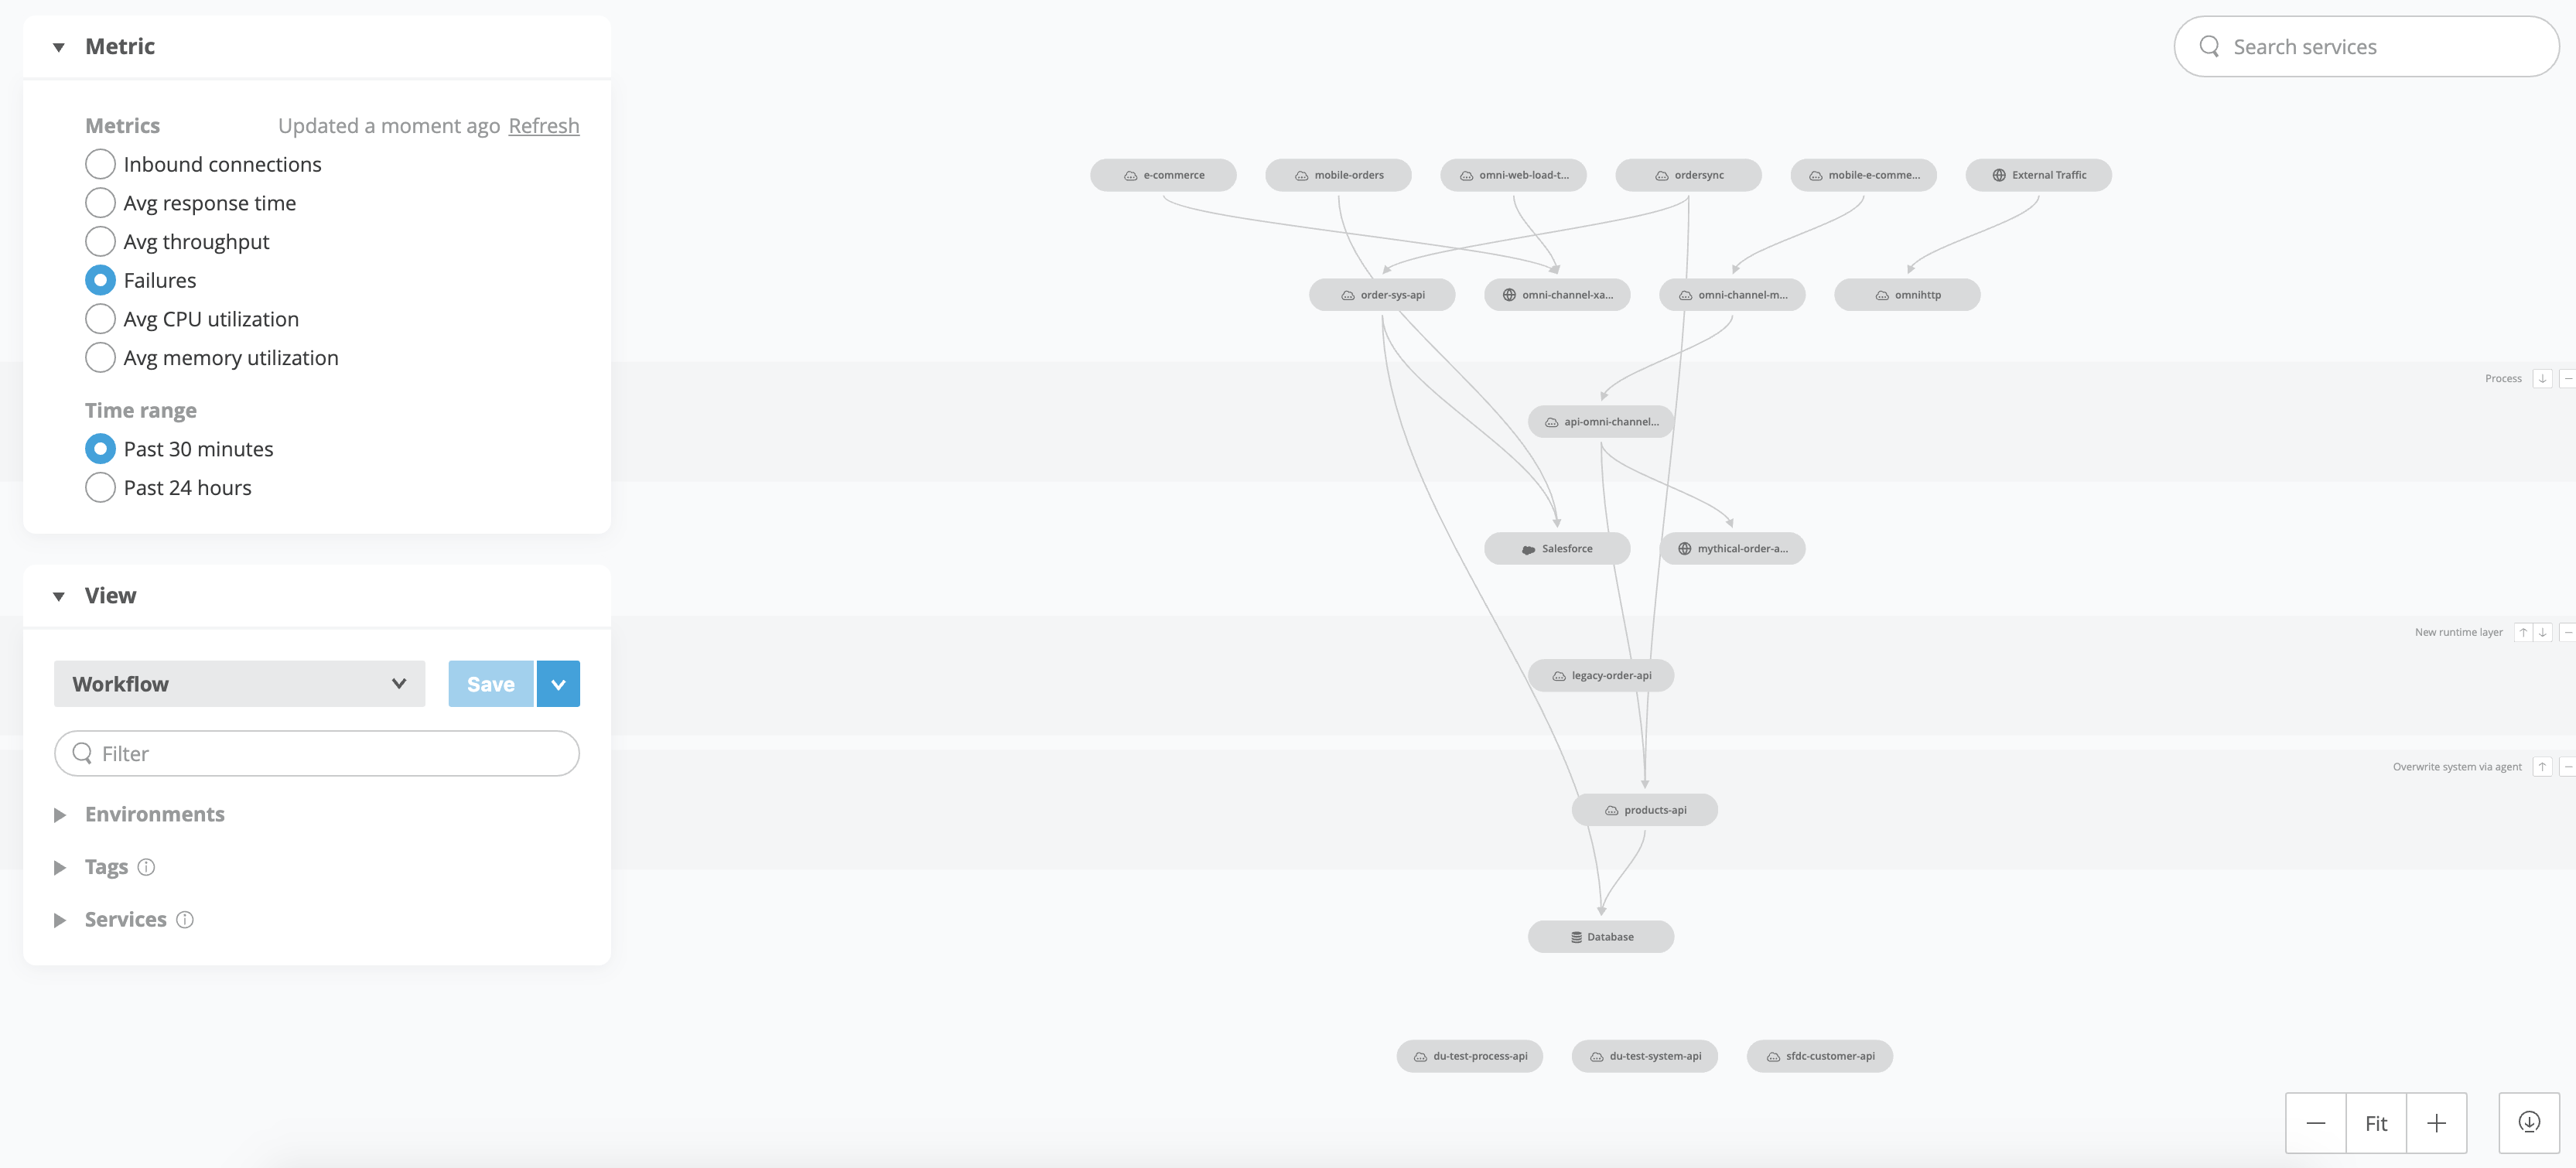 Metric
Search services
Metrics Updated a moment ago Refresh
Inbound connections
Avg response time
Avg throughput
Failures
Avg CPU utilization
Avg memory utilization
Time range
Past 30 minutes
Past 24 hours
View
Workflow Save
Filter
Environments
Tags
Services
e-commerce mobile-orders omni-web-load-t... ordersync mobile-e-comme... External Traffic
order-sys-api omni-channel-xa... omni-channel-m... omnihttp
Process
api-omni-channel...
Salesforce mythical-order-a...
New runtime layer
legacy-order-api
Overwrite system via agent
products-api
Database
du-test-process-api du-test-system-api sfdc-customer-api
Fit